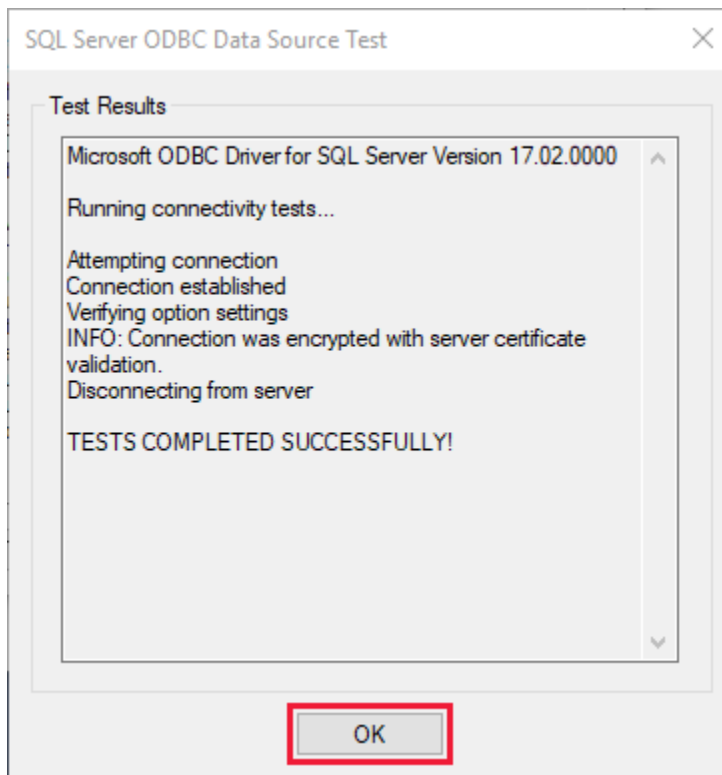 SQL Server ODBC Data Source Test
Test Results
Microsoft ODBC Driver for SQL Server Version 17.02.0000
Running connectivity tests...
Attempting connection
Connection established
Verifying option settings
INFO: Connection was encrypted with server certificate
validation.
Disconnecting from server
TESTS COMPLETED SUCCESSFULLY!
OK